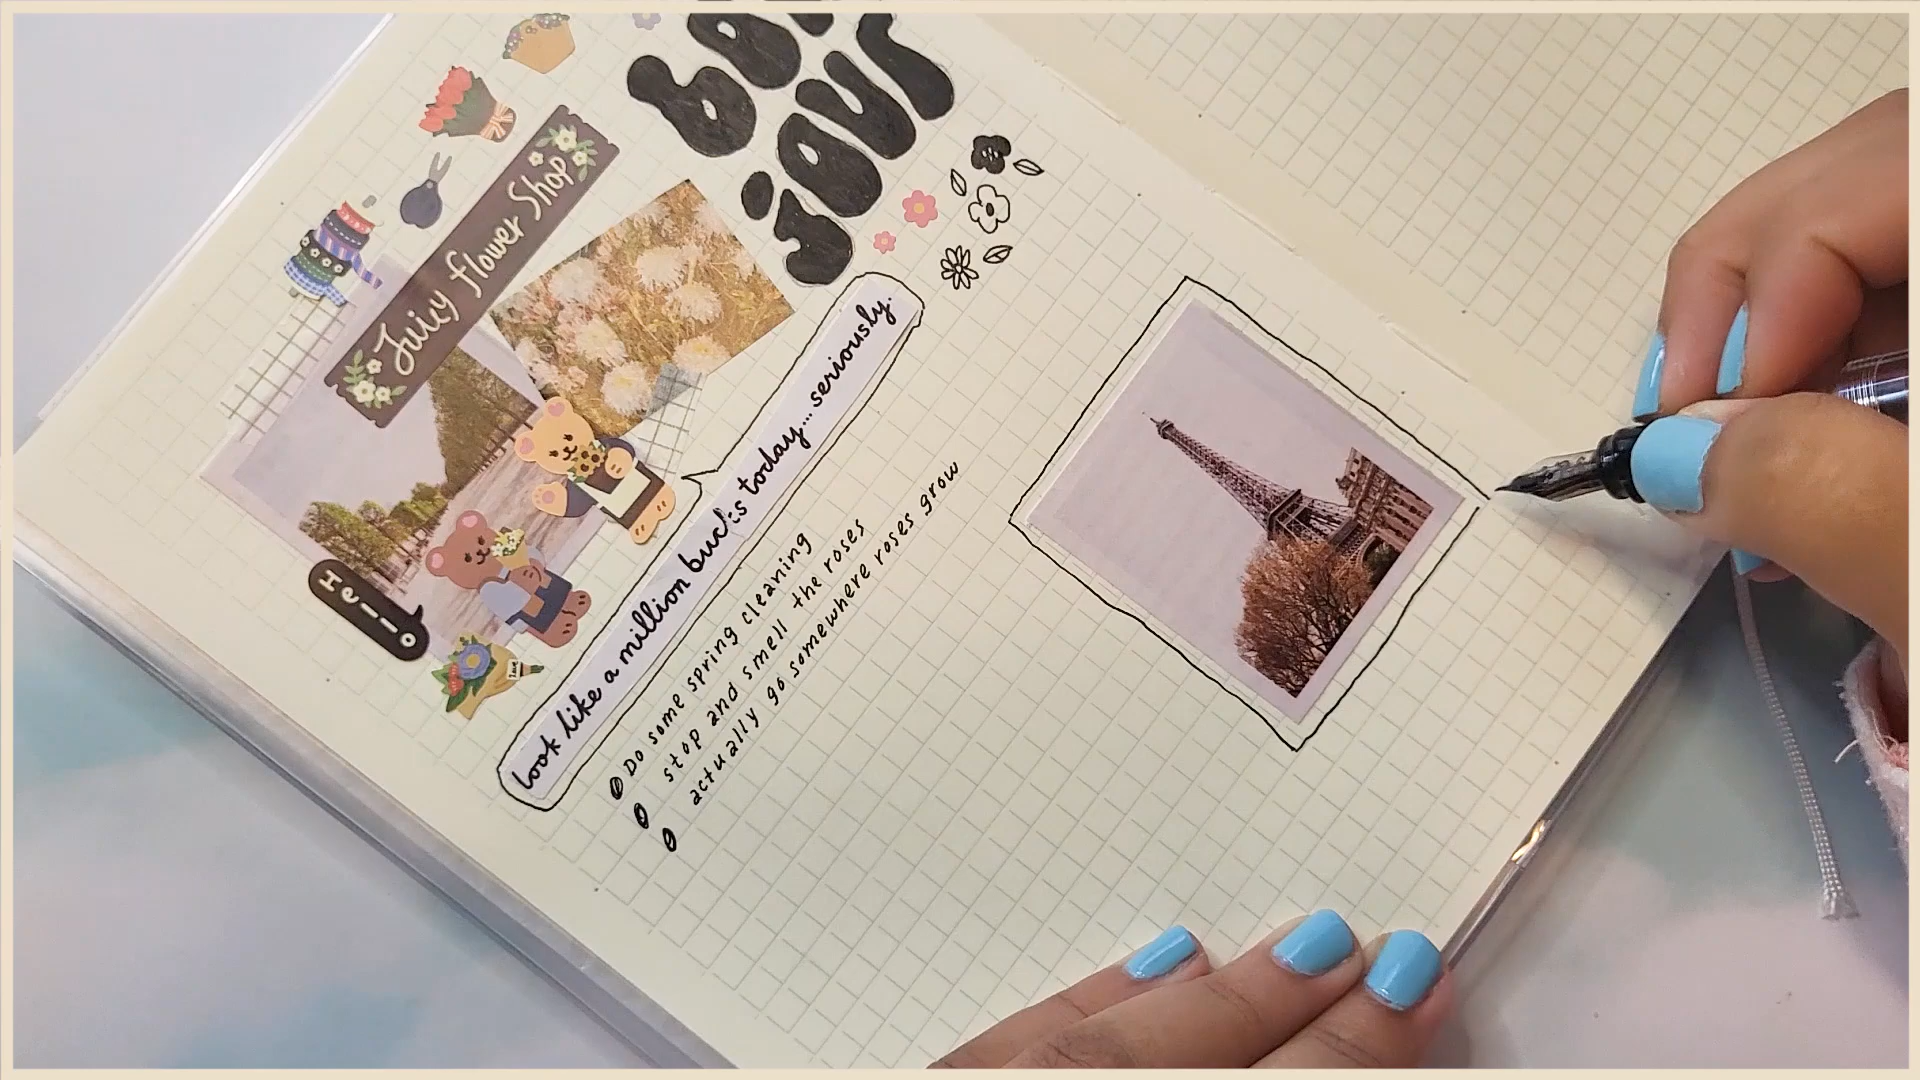 bon
jour
Juicy flower Shop
Hello
look like a million bucks today... seriously.
Do some spring cleaning
stop and smell the roses
actually go somewhere roses grow